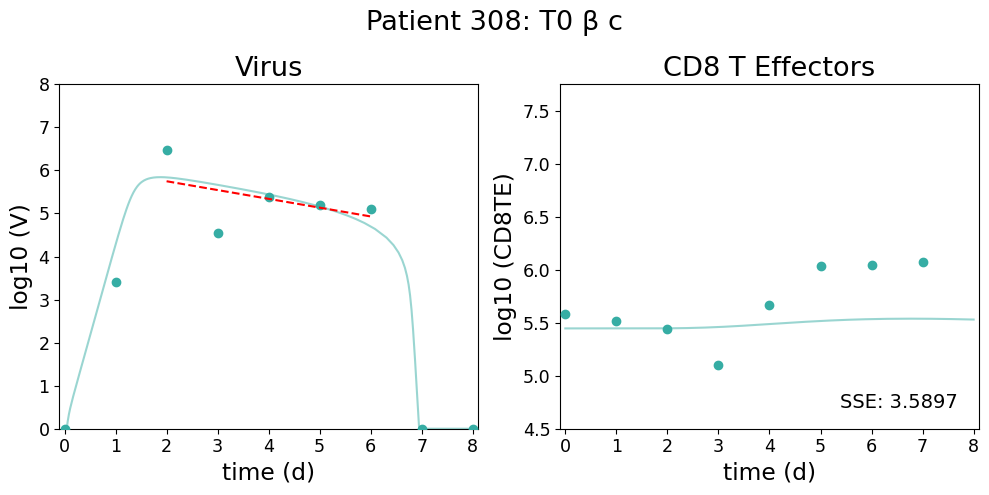 Patient 308: T0 β c
Virus
CD8 T Effectors
log10 (V)
8
7
6
5
4
3
2
1
0
0 1 2 3 4 5 6 7 8
time (d)
log10 (CD8TE)
7.5
7.0
6.5
6.0
5.5
5.0
4.5
SSE: 3.5897
0 1 2 3 4 5 6 7 8
time (d)